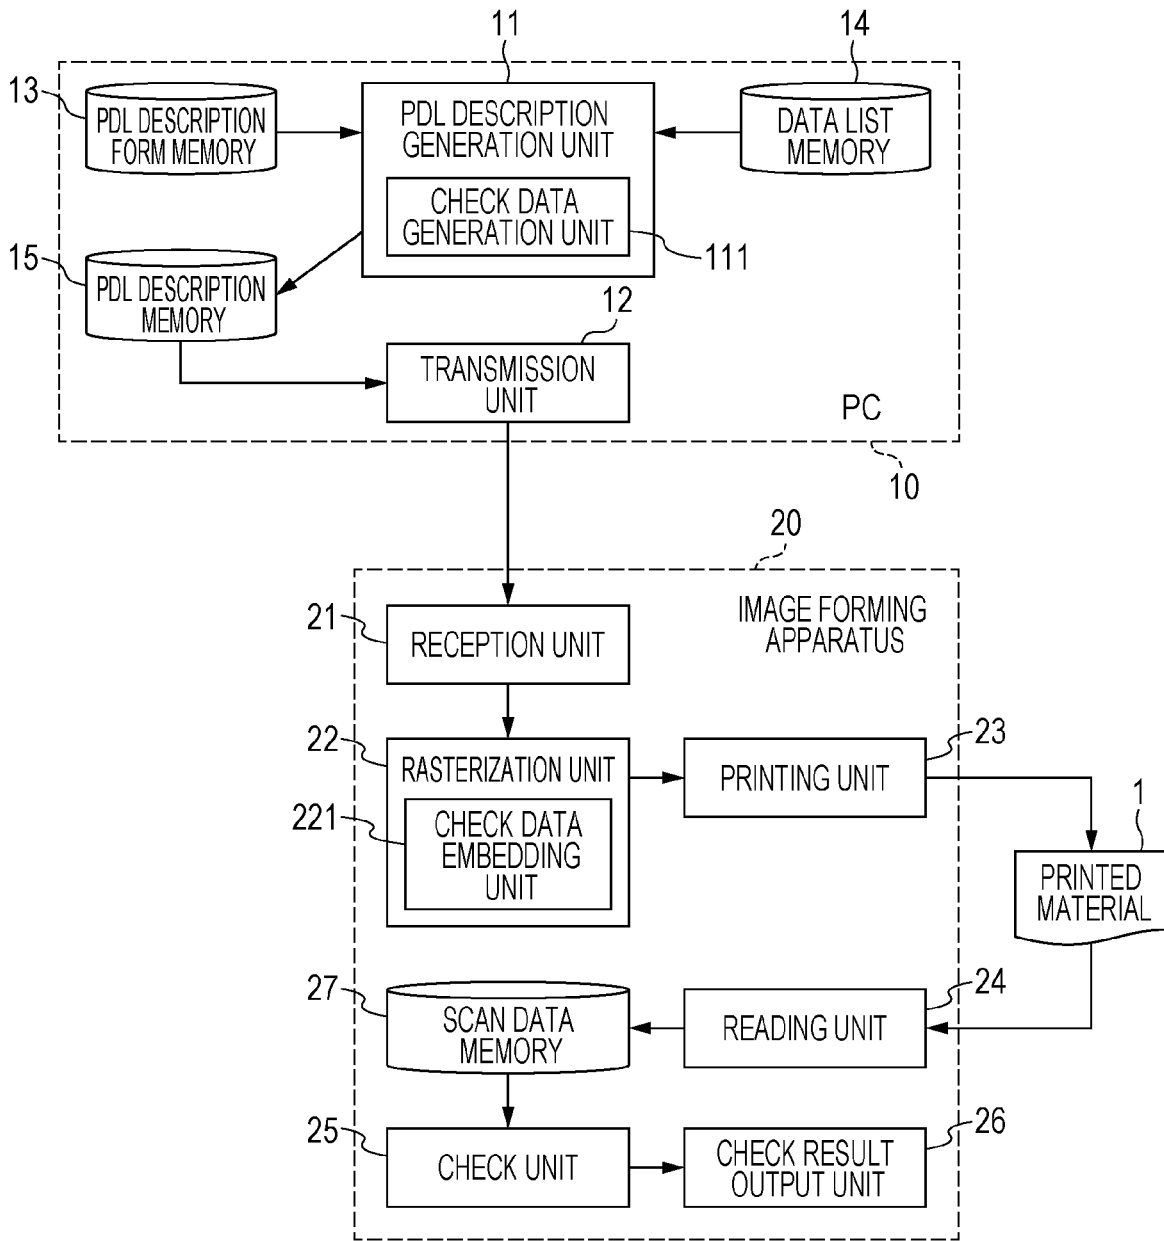 11
14
13
PDL DESCRIPTION
FORM MEMORY
PDL DESCRIPTION
GENERATION UNIT
DATA LIST
MEMORY
CHECK DATA
GENERATION UNIT
111
15
PDL DESCRIPTION
MEMORY
12
TRANSMISSION
UNIT
PC
10
20
IMAGE FORMING
APPARATUS
21
RECEPTION UNIT
22
RASTERIZATION UNIT
23
PRINTING UNIT
221
CHECK DATA
EMBEDDING
UNIT
1
PRINTED
MATERIAL
27
SCAN DATA
MEMORY
24
READING UNIT
25
CHECK UNIT
26
CHECK RESULT
OUTPUT UNIT